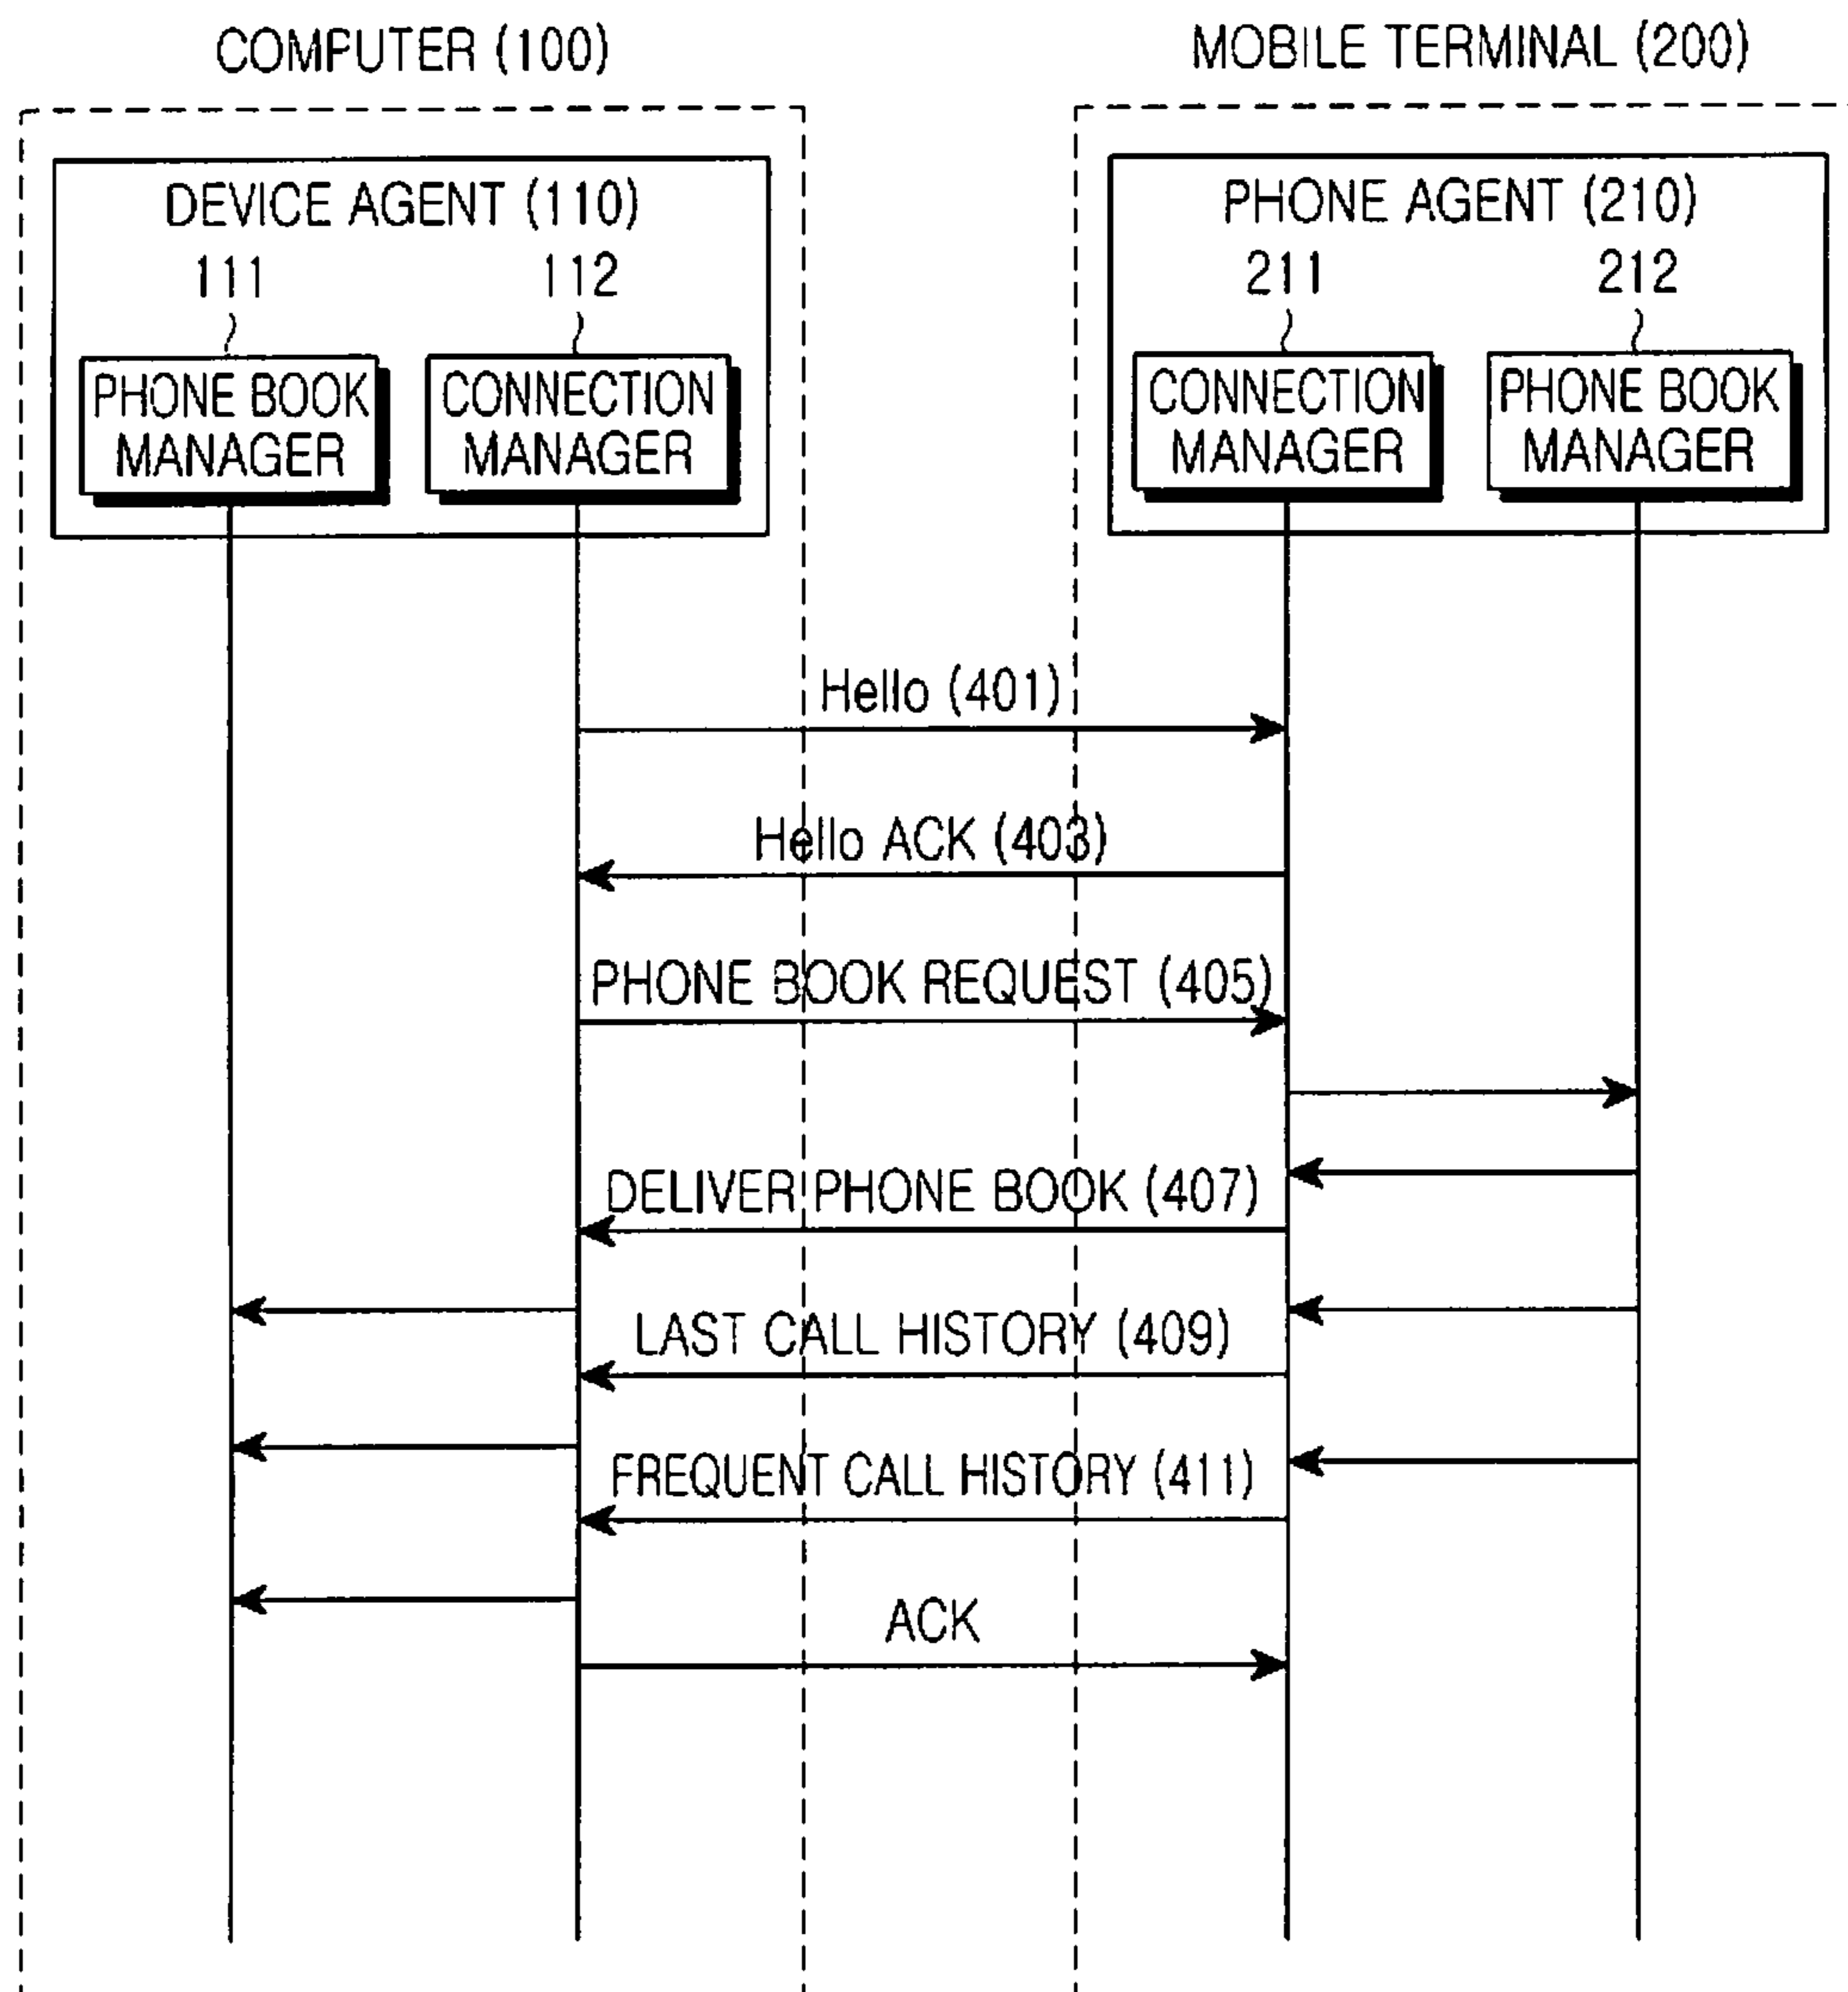 COMPUTER (100)
MOBILE TERMINAL (200)
DEVICE AGENT (110)
PHONE AGENT (210)
111
112
211
212
PHONE BOOK
MANAGER
CONNECTION
MANAGER
CONNECTION
MANAGER
PHONE BOOK
MANAGER
Hello (401)
Hello ACK (403)
PHONE BOOK REQUEST (405)
DELIVER PHONE BOOK (407)
LAST CALL HISTORY (409)
FREQUENT CALL HISTORY (411)
ACK